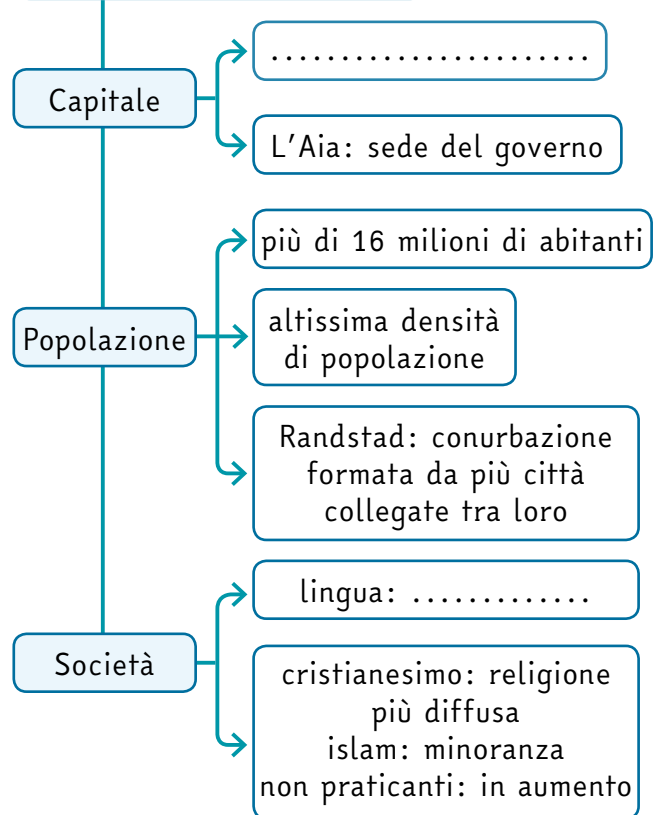 Capitale
.......................
L'Aia: sede del governo
Popolazione
più di 16 milioni di abitanti
altissima densità
di popolazione
Randstad: conurbazione
formata da più città
collegate tra loro
Società
lingua: .............
cristianesimo: religione
più diffusa
islam: minoranza
non praticanti: in aumento